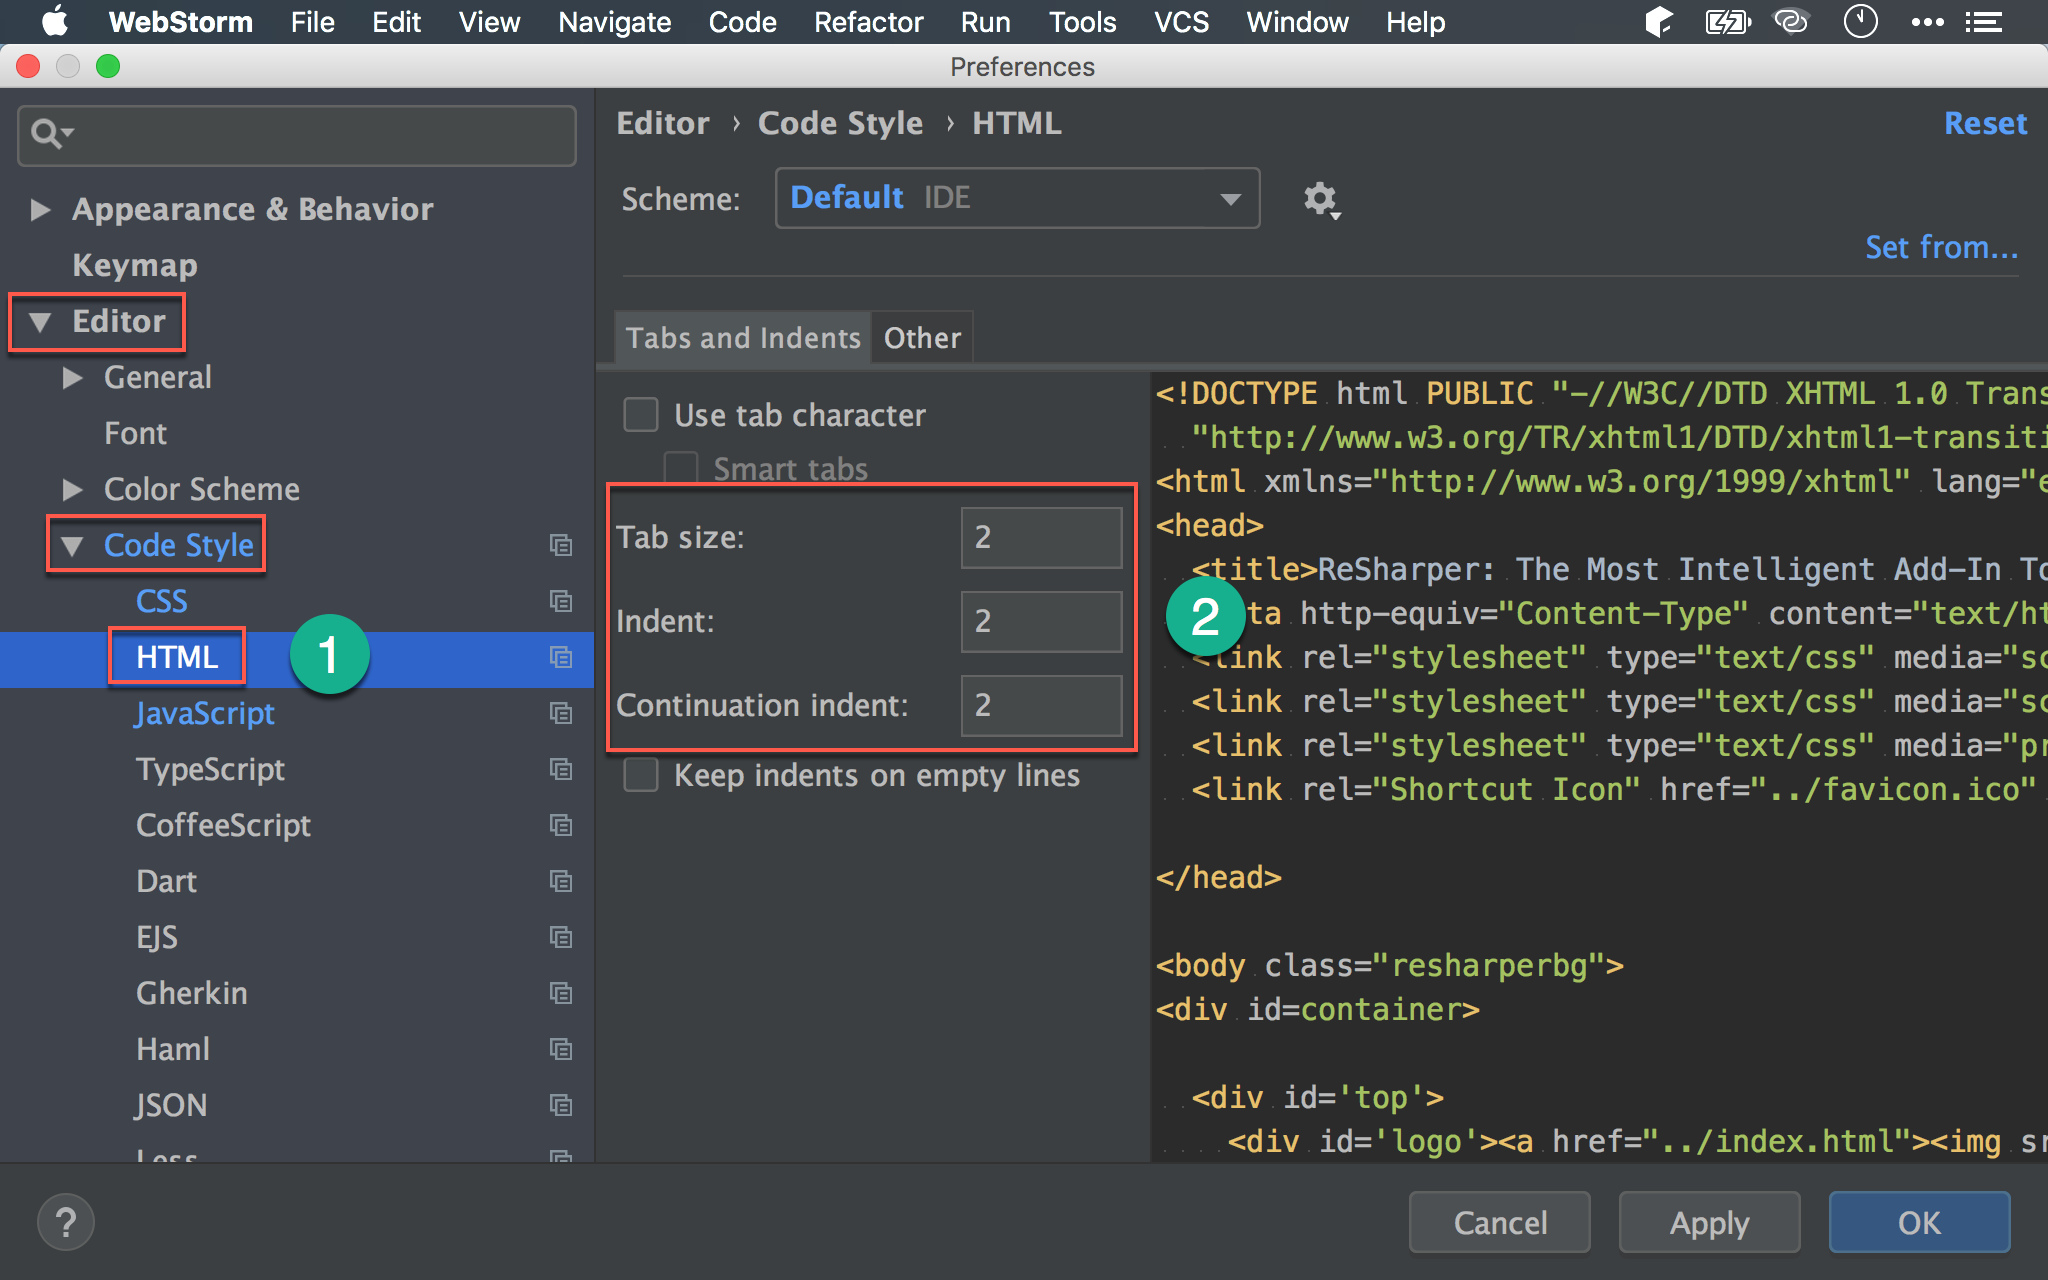 WebStorm File Edit View Navigate Code Refactor Run Tools VCS Window Help
Preferences
Appearance & Behavior
Keymap
Editor
General
Font
Color Scheme
Code Style
CSS
HTML
1
JavaScript
TypeScript
CoffeeScript
Dart
EJS
Gherkin
Haml
JSON
Less
Editor › Code Style › HTML
Reset
Scheme: Default IDE
Set from...
Tabs and Indents Other
Use tab character
Smart tabs
Tab size: 2
Indent: 2
Continuation indent: 2
Keep indents on empty lines
2
<!DOCTYPE html PUBLIC "-//W3C//DTD XHTML 1.0 Trans
"http://www.w3.org/TR/xhtml1/DTD/xhtml1-transiti
<html xmlns="http://www.w3.org/1999/xhtml" lang="e
<head>
<title>ReSharper: The Most Intelligent Add-In To
ta http-equiv="Content-Type" content="text/ht
<link rel="stylesheet" type="text/css" media="sc
<link rel="stylesheet" type="text/css" media="sc
<link rel="stylesheet" type="text/css" media="pr
<link rel="Shortcut Icon" href="../favicon.ico"
</head>
<body class="resharperbg">
<div id=container>
<div id='top'>
<div id='logo'><a href="../index.html"><img sr
?
Cancel Apply OK